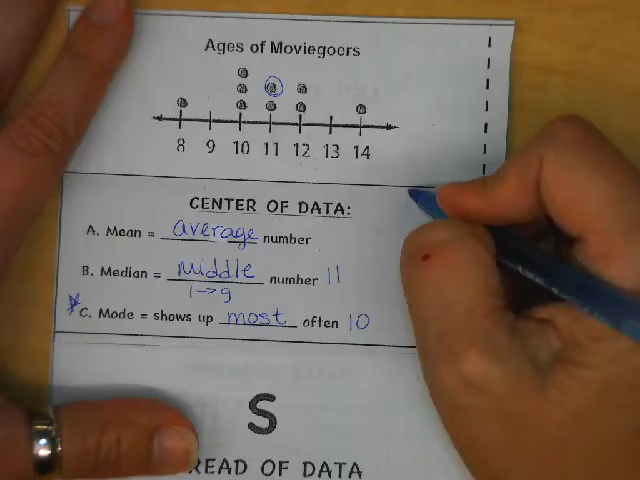 Ages of Moviegoers
8 9 10 11 12 13 14
CENTER OF DATA:
A. Mean = average number
B. Median = middle number 11
1→9
*C. Mode = shows up most often 10
S
READ OF DATA